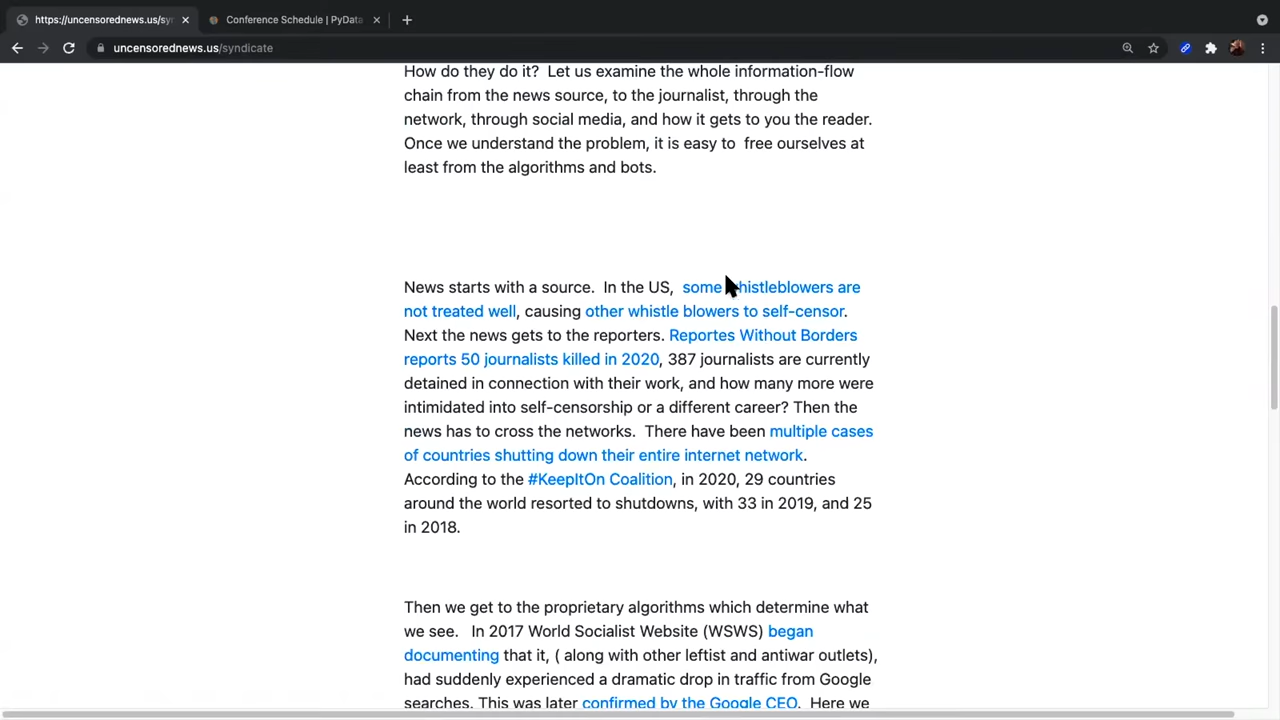 https://uncensorednews.us/syn
Conference Schedule | PyData
uncensorednews.us/syndicate
How do they do it? Let us examine the whole information-flow
chain from the news source, to the journalist, through the
network, through social media, and how it gets to you the reader.
Once we understand the problem, it is easy to free ourselves at
least from the algorithms and bots.
News starts with a source. In the US, some whistleblowers are
not treated well, causing other whistle blowers to self-censor.
Next the news gets to the reporters. Reportes Without Borders
reports 50 journalists killed in 2020, 387 journalists are currently
detained in connection with their work, and how many more were
intimidated into self-censorship or a different career? Then the
news has to cross the networks. There have been multiple cases
of countries shutting down their entire internet network.
According to the #KeepItOn Coalition, in 2020, 29 countries
around the world resorted to shutdowns, with 33 in 2019, and 25
in 2018.
Then we get to the proprietary algorithms which determine what
we see. In 2017 World Socialist Website (WSWS) began
documenting that it, ( along with other leftist and antiwar outlets),
had suddenly experienced a dramatic drop in traffic from Google
searches. This was later confirmed by the Google CEO. Here we